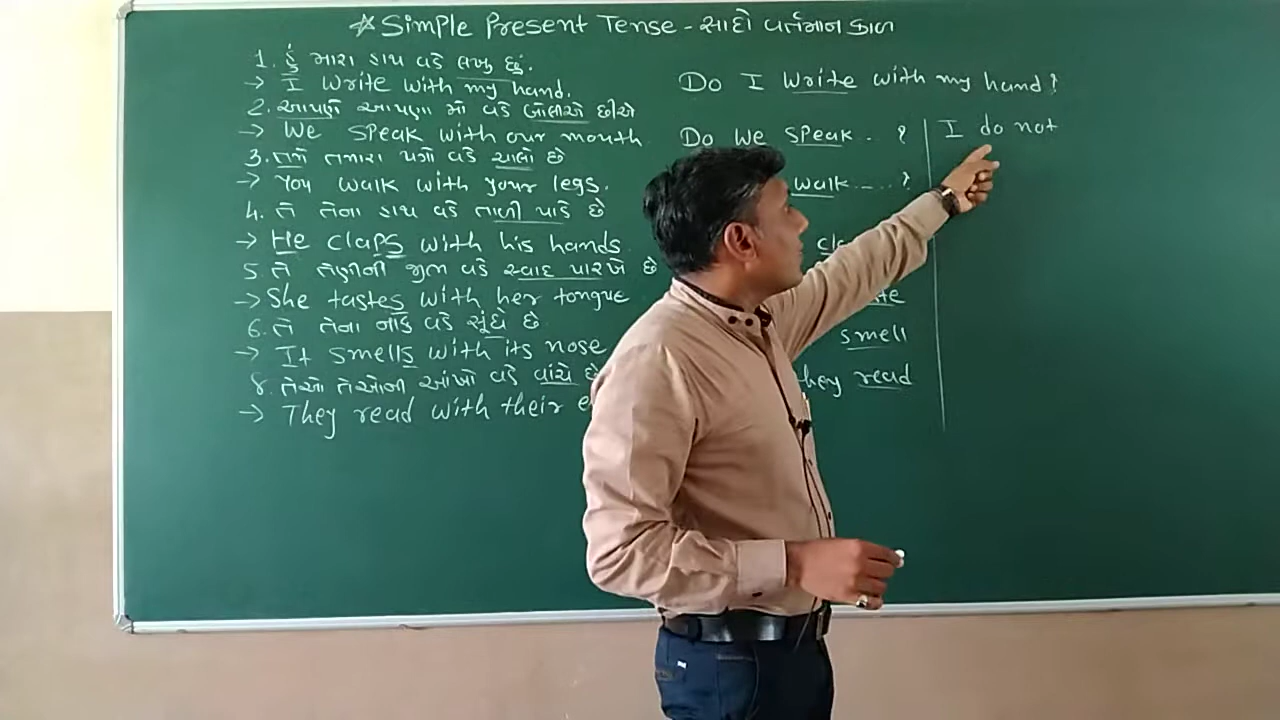 ☆ Simple Present Tense - સાદો વર્તમાન કાળ
1. હું મારા હાથ વડે લખુ છું.
→ I write with my hand.
2. આપણે આપણા મોં વડે બોલીએ છીએ
→ We speak with our mouth
3. તમે તમારા પગો વડે ચાલો છે
→ You walk with your legs.
4. તે તેના હાથ વડે તાળી પાડે છે
→ He claps with his hands
5 તે તેણીની જીભ વડે સ્વાદ પારખે છે
→ She tastes with her tongue
6. તે તેના નાક વડે સૂંઘે છે
→ It smells with its nose
8. તેઓ તેઓની આંખો વડે વાંચે છે
→ They read with their
Do I write with my hand?
Do We speak - ?
walk --..?
smell
they read
I do not